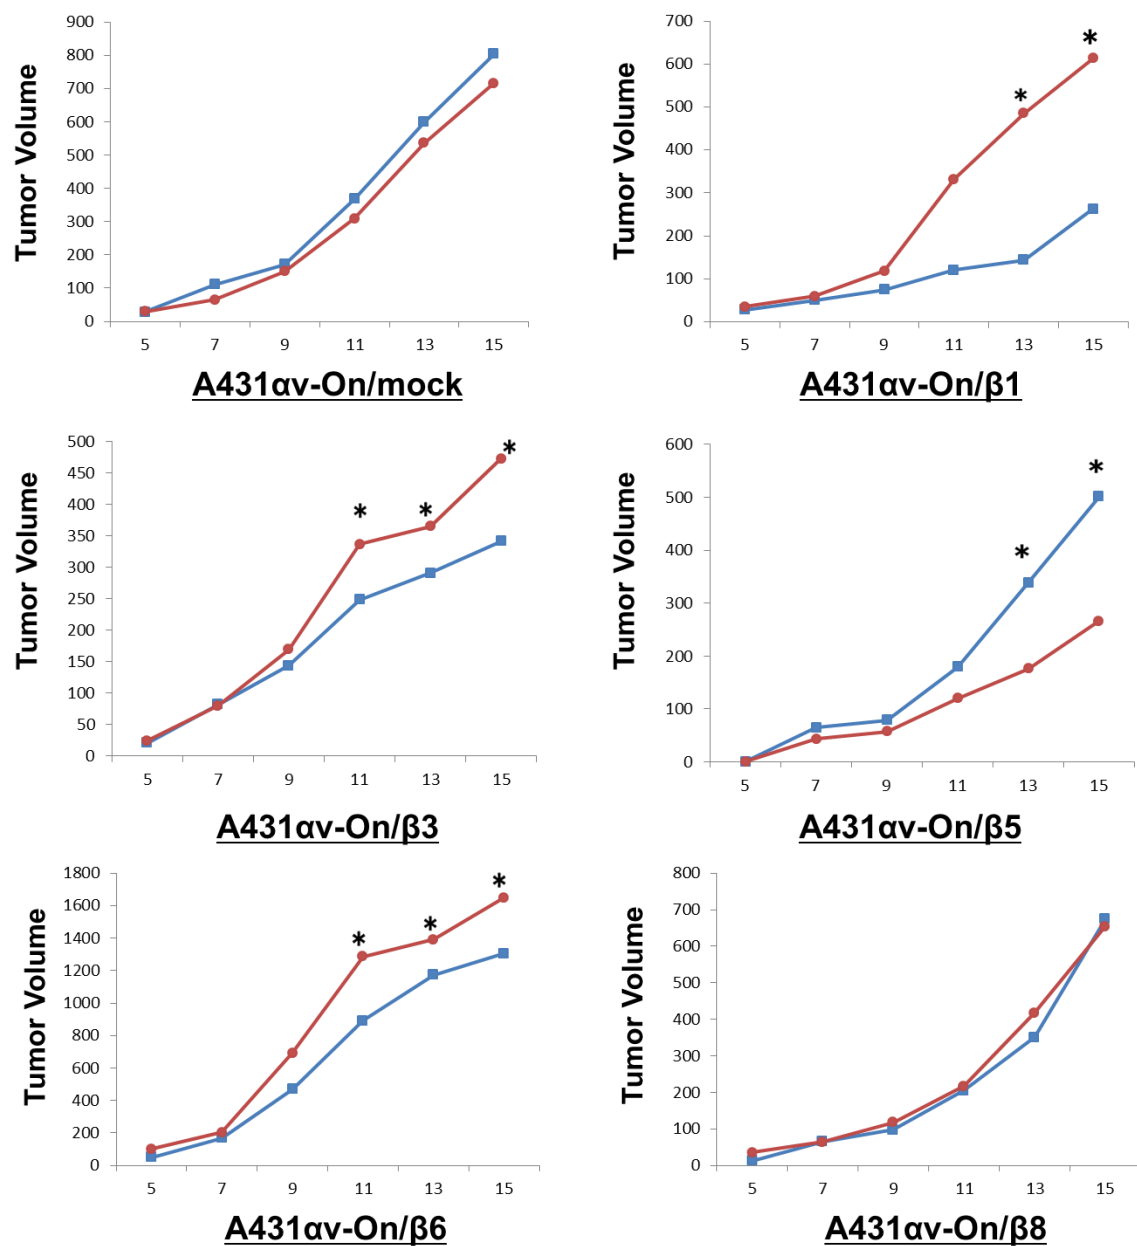 900
800
700
600
500
400
300
200
100
0
Tumor Volume
5 7 9 11 13 15
A431αv-On/mock
700
600
500
400
300
200
100
0
Tumor Volume
* *
5 7 9 11 13 15
A431αv-On/β1
500
450
400
350
300
250
200
150
100
50
0
Tumor Volume
* * *
5 7 9 11 13 15
A431αv-On/β3
600
500
400
300
200
100
0
Tumor Volume
* *
5 7 9 11 13 15
A431αv-On/β5
1800
1600
1400
1200
1000
800
600
400
200
0
Tumor Volume
* * *
5 7 9 11 13 15
A431αv-On/β6
800
700
600
500
400
300
200
100
0
Tumor Volume
5 7 9 11 13 15
A431αv-On/β8